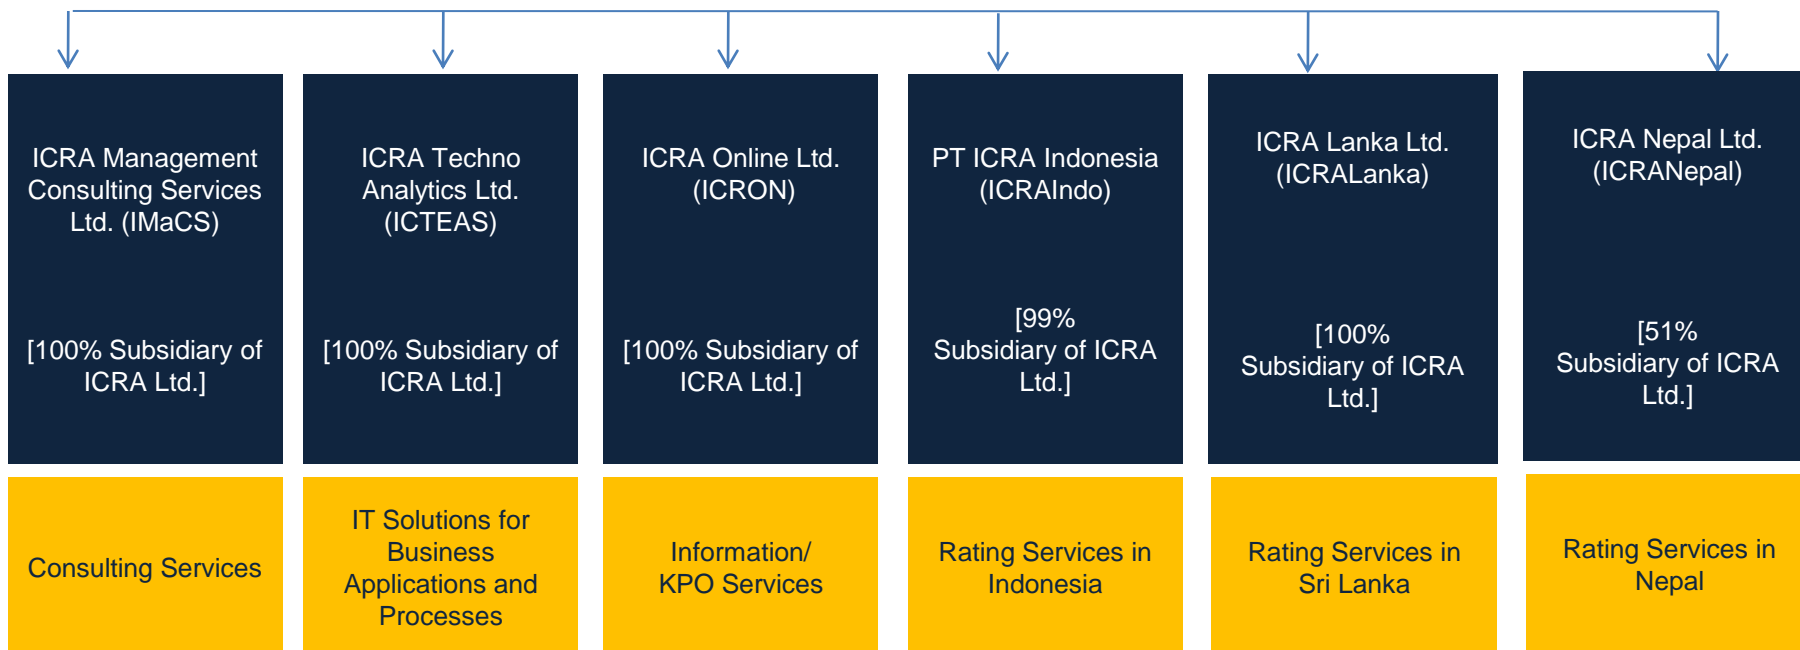 ICRA Management
Consulting Services
Ltd. (IMaCS)
[100% Subsidiary of
ICRA Ltd.]
Consulting Services
ICRA Techno
Analytics Ltd.
(ICTEAS)
[100% Subsidiary of
ICRA Ltd.]
IT Solutions for
Business
Applications and
Processes
ICRA Online Ltd.
(ICRON)
[100% Subsidiary of
ICRA Ltd.]
Information/
KPO Services
PT ICRA Indonesia
(ICRAIndo)
[99%
Subsidiary of ICRA
Ltd.]
Rating Services in
Indonesia
ICRA Lanka Ltd.
(ICRALanka)
[100%
Subsidiary of ICRA
Ltd.]
Rating Services in
Sri Lanka
ICRA Nepal Ltd.
(ICRANepal)
[51%
Subsidiary of ICRA
Ltd.]
Rating Services in
Nepal